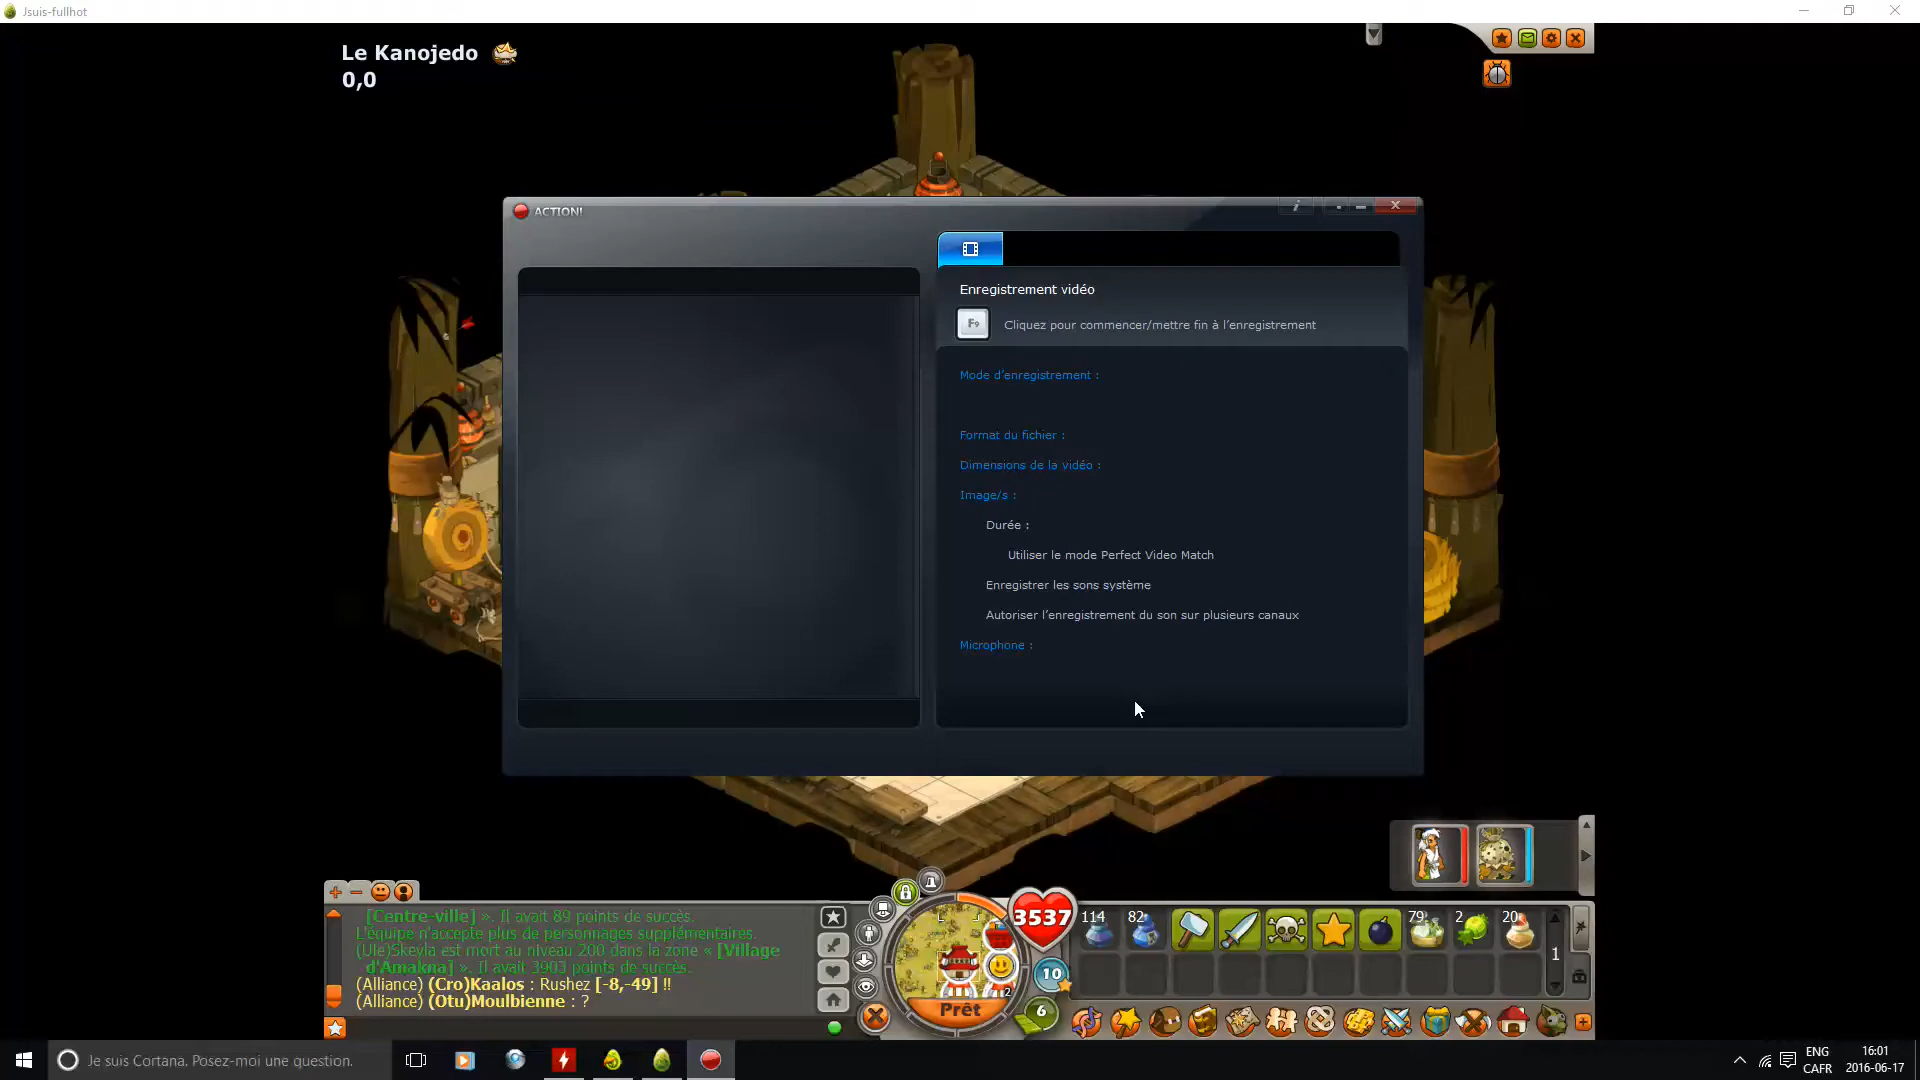 Jsuis-fullhot
Le Kanojedo
0,0
ACTION!
Enregistrement vidéo
F9
Cliquez pour commencer/mettre fin à l'enregistrement
Mode d'enregistrement :
Format du fichier :
Dimensions de la vidéo :
Image/s :
Durée :
Utiliser le mode Perfect Video Match
Enregistrer les sons système
Autoriser l'enregistrement du son sur plusieurs canaux
Microphone :
[Centre-ville] ». Il avait 89 points de succès.
L'équipe n'accepte plus de personnages supplémentaires.
(Ule)Skevla est mort au niveau 200 dans la zone « [Village
d'Amakna] ». Il avait 3903 points de succès.
(Alliance) (Cro)Kaalos : Rushez [-8,-49] !!
(Alliance) (Otu)Moulbienne : ?
3537
10
6
2
Prêt
114
82
79
2
20
1
Je suis Cortana. Posez-moi une question.
ENG
CAFR
16:01
2016-06-17